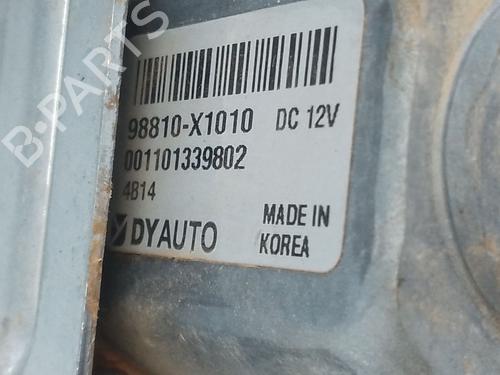 98810-X1010 DC 12V
001101339802
4B14
DYAUTO
MADE IN
KOREA
B-PARTS